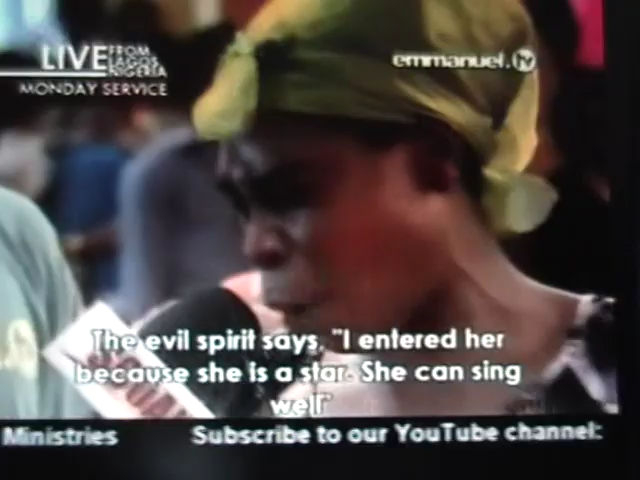 LIVE FROM LAGOS NIGERIA
MONDAY SERVICE
emmanuel.tv
The evil spirit says, "I entered her
because she is a star. She can sing
well"
Ministries Subscribe to our YouTube channel: